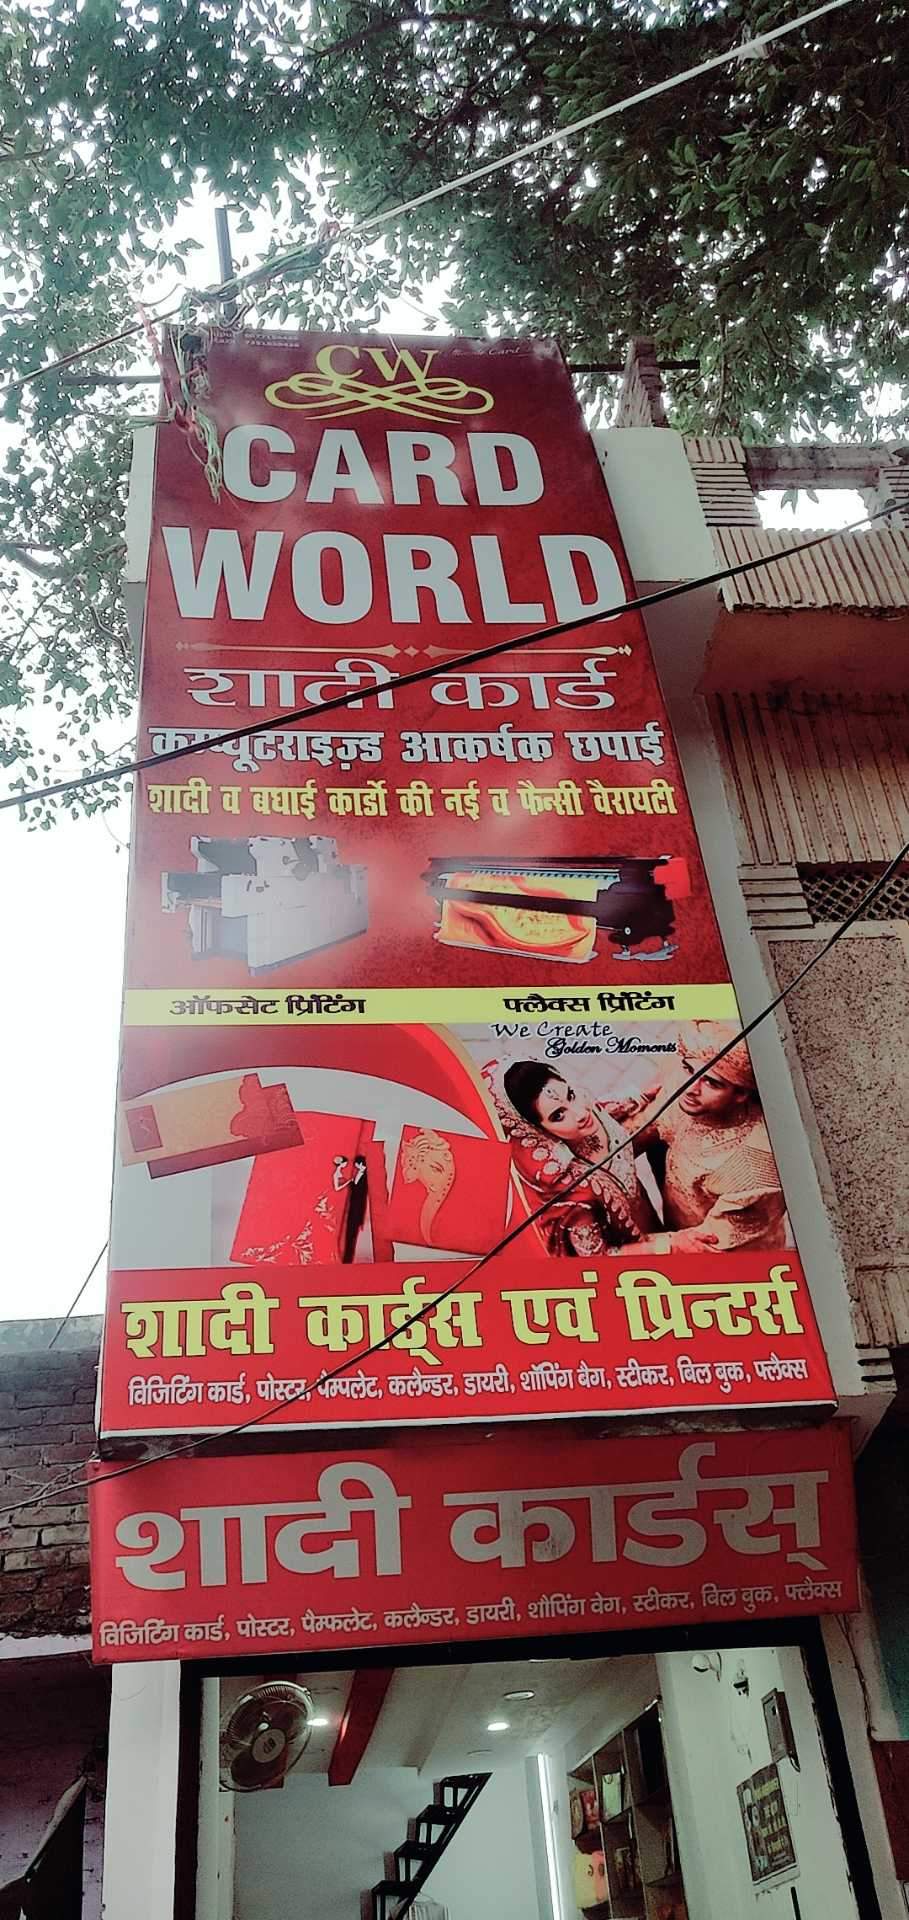 CW
CARD
WORLD
शादी कार्ड
कम्प्यूटराइज़्ड आकर्षक छपाई
शादी व बधाई कार्डो की नई व फैन्सी वैरायटी
ऑफसेट प्रिंटिंग
फ्लैक्स प्रिंटिंग
We Create
Golden Moments
शादी कार्ड्स एवं प्रिन्टर्स
विजिटिंग कार्ड, पोस्टर, पैम्पलेट, कलैन्डर, डायरी, शॉपिंग बैग, स्टीकर, बिल बुक, फ्लैक्स
शादी कार्डस्
विजिटिंग कार्ड, पोस्टर, पैम्फलेट, कलैन्डर, डायरी, शौपिंग वेग, स्टीकर, विल वुक, फ्लैक्स